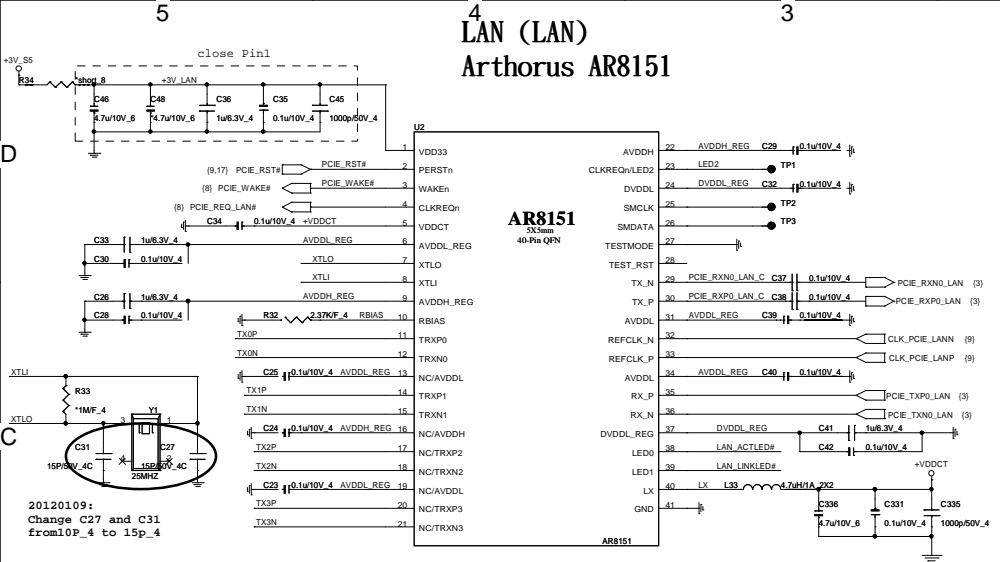 5 4 3
LAN (LAN)
Arthorus AR8151
close Pin1
+3V_S5
R34 *short_8 +3V_LAN
C46 C48 C36 C35 C45
4.7u/10V_6 *4.7u/10V_6 1u/6.3V_4 0.1u/10V_4 1000p/50V_4
D
U2
1 VDD33
{9,17} PCIE_RST# PCIE_RST# 2 PERSTn
{8} PCIE_WAKE# PCIE_WAKE# 3 WAKEn
{8} PCIE_REQ_LAN# 4 CLKREQn
C34 0.1u/10V_4 +VDDCT 5 VDDCT
C33 1u/6.3V_4 AVDDL_REG 6 AVDDL_REG
C30 0.1u/10V_4
XTLO 7 XTLO
XTLI 8 XTLI
C26 1u/6.3V_4 AVDDH_REG 9 AVDDH_REG
C28 0.1u/10V_4
R32 2.37K/F_4 RBIAS 10 RBIAS
TX0P 11 TRXP0
TX0N 12 TRXN0
C25 0.1u/10V_4 AVDDL_REG 13 NC/AVDDL
TX1P 14 TRXP1
TX1N 15 TRXN1
C24 0.1u/10V_4 AVDDH_REG 16 NC/AVDDH
TX2P 17 NC/TRXP2
TX2N 18 NC/TRXN2
C23 0.1u/10V_4 AVDDL_REG 19 NC/AVDDL
TX3P 20 NC/TRXP3
TX3N 21 NC/TRXN3
AR8151
5X5mm
40-Pin QFN
AVDDH 22 AVDDH_REG C29 0.1u/10V_4
CLKREQn/LED2 23 LED2 TP1
DVDDL 24 DVDDL_REG C32 0.1u/10V_4
SMCLK 25 TP2
SMDATA 26 TP3
TESTMODE 27
TEST_RST 28
TX_N 29 PCIE_RXN0_LAN_C C37 0.1u/10V_4 PCIE_RXN0_LAN {3}
TX_P 30 PCIE_RXP0_LAN_C C38 0.1u/10V_4 PCIE_RXP0_LAN {3}
AVDDL 31 AVDDL_REG C39 0.1u/10V_4
REFCLK_N 32 CLK_PCIE_LANN {9}
REFCLK_P 33 CLK_PCIE_LANP {9}
AVDDL 34 AVDDL_REG C40 0.1u/10V_4
RX_P 35 PCIE_TXP0_LAN {3}
RX_N 36 PCIE_TXN0_LAN {3}
DVDDL_REG 37 DVDDL_REG C41 1u/6.3V_4
C42 0.1u/10V_4
LED0 38 LAN_ACTLED#
LED1 39 LAN_LINKLED#
LX 40 LX L33 4.7uH/1A_2X2
+VDDCT
GND 41
C336 C331 C335
4.7u/10V_6 0.1u/10V_4 1000p/50V_4
AR8151
XTLI
R33
*1M/F_4
XTLO
C
Y1
3 1
C31 C27
15P/50V_4C 4 15P/50V_4C 2
25MHZ
20120109:
Change C27 and C31
from10P_4 to 15p_4